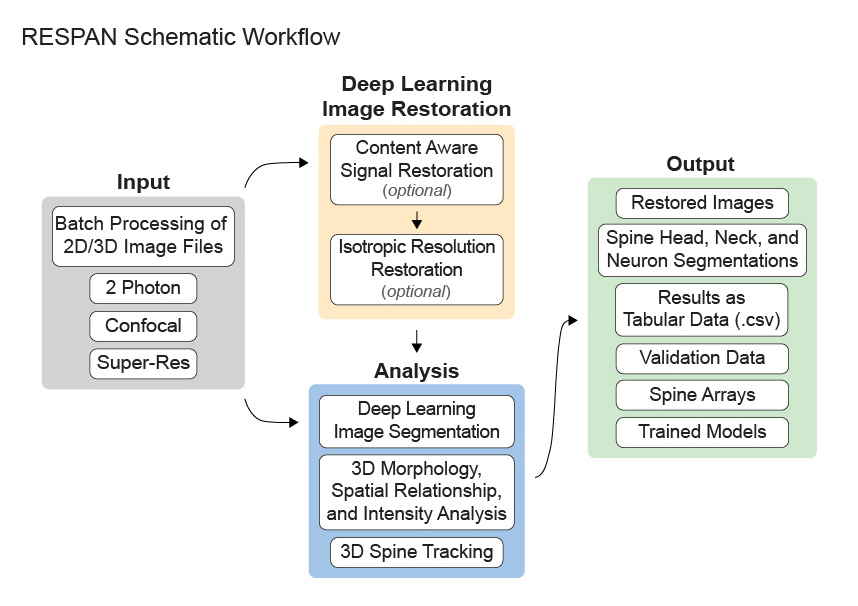 RESPAN Schematic Workflow
Input
Batch Processing of
2D/3D Image Files
2 Photon
Confocal
Super-Res
Deep Learning
Image Restoration
Content Aware
Signal Restoration
(optional)
Isotropic Resolution
Restoration
(optional)
Analysis
Deep Learning
Image Segmentation
3D Morphology,
Spatial Relationship,
and Intensity Analysis
3D Spine Tracking
Output
Restored Images
Spine Head, Neck, and
Neuron Segmentations
Results as
Tabular Data (.csv)
Validation Data
Spine Arrays
Trained Models